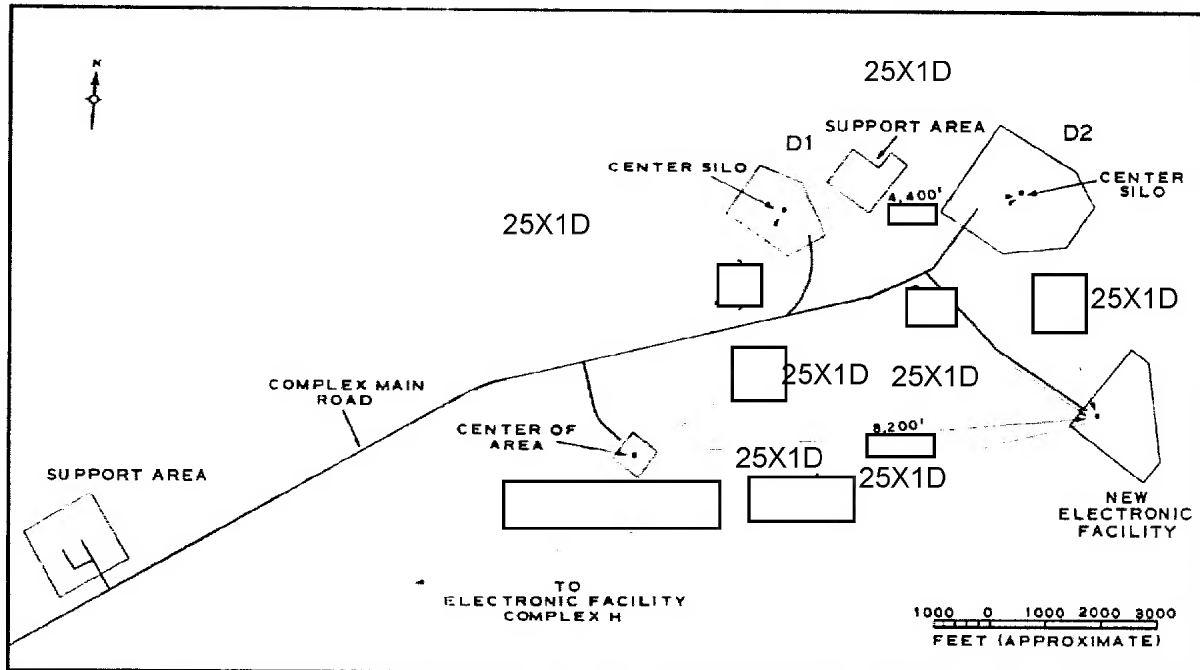 N
25X1D
D1
SUPPORT AREA
D2
CENTER SILO
4,400'
CENTER
SILO
25X1D
25X1D
25X1D
25X1D
COMPLEX MAIN
ROAD
CENTER OF
AREA
8,200'
25X1D
25X1D
SUPPORT AREA
NEW
ELECTRONIC
FACILITY
TO
ELECTRONIC FACILITY
COMPLEX H
1000 0 1000 2000 3000
FEET (APPROXIMATE)